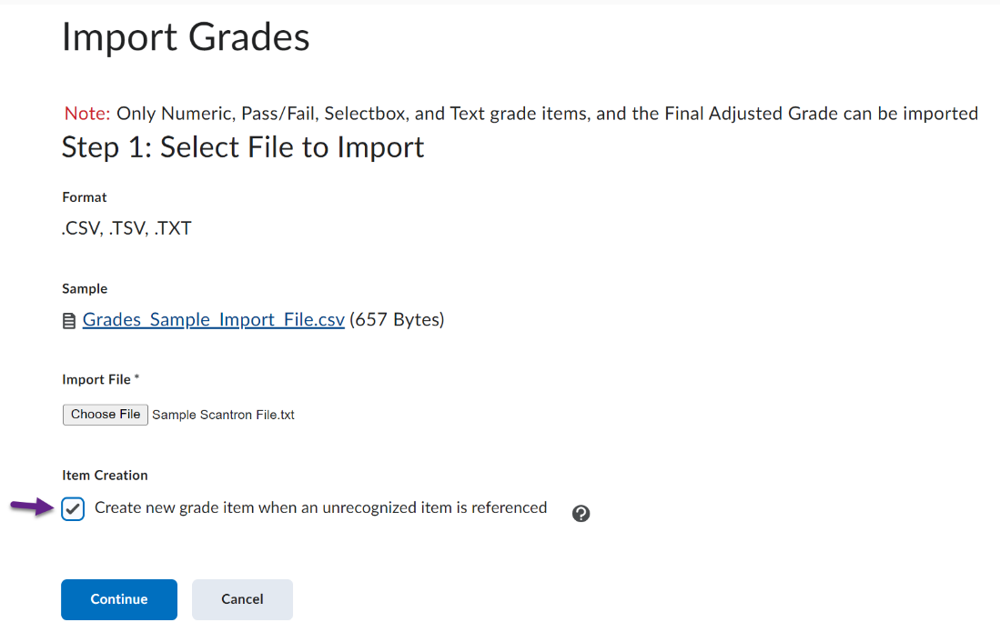 Import Grades
Note: Only Numeric, Pass/Fail, Selectbox, and Text grade items, and the Final Adjusted Grade can be imported
Step 1: Select File to Import
Format
.CSV, .TSV, .TXT
Sample
Grades_Sample_Import_File.csv (657 Bytes)
Import File *
Choose File Sample Scantron File.txt
Item Creation
Create new grade item when an unrecognized item is referenced ?
Continue Cancel